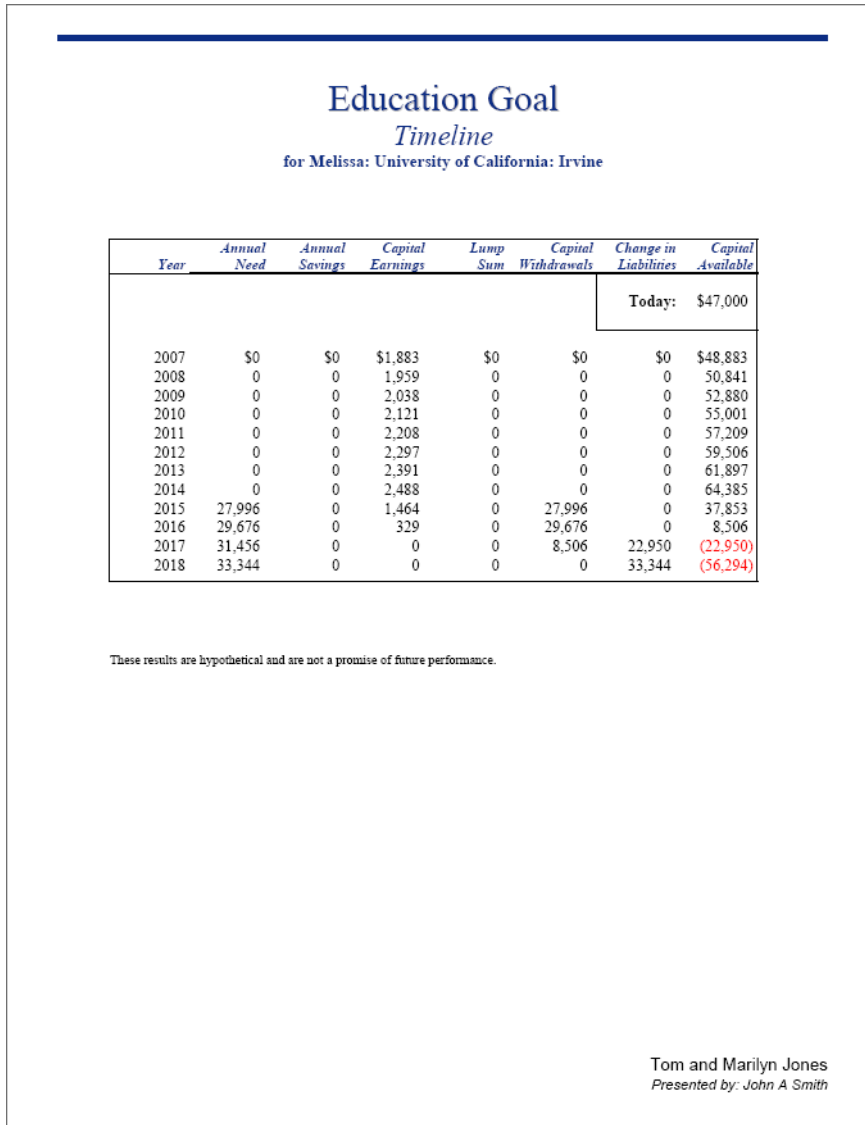 Education Goal
Timeline
for Melissa: University of California: Irvine
Annual Annual Capital Lump Capital Change in Capital
Year Need Savings Earnings Sum Withdrawals Liabilities Available
Today: $47,000
2007 $0 $0 $1,883 $0 $0 $0 $48,883
2008 0 0 1,959 0 0 0 50,841
2009 0 0 2,038 0 0 0 52,880
2010 0 0 2,121 0 0 0 55,001
2011 0 0 2,208 0 0 0 57,209
2012 0 0 2,297 0 0 0 59,506
2013 0 0 2,391 0 0 0 61,897
2014 0 0 2,488 0 0 0 64,385
2015 27,996 0 1,464 0 27,996 0 37,853
2016 29,676 0 329 0 29,676 0 8,506
2017 31,456 0 0 0 8,506 22,950 (22,950)
2018 33,344 0 0 0 0 33,344 (56,294)
These results are hypothetical and are not a promise of future performance.
Tom and Marilyn Jones
Presented by: John A Smith